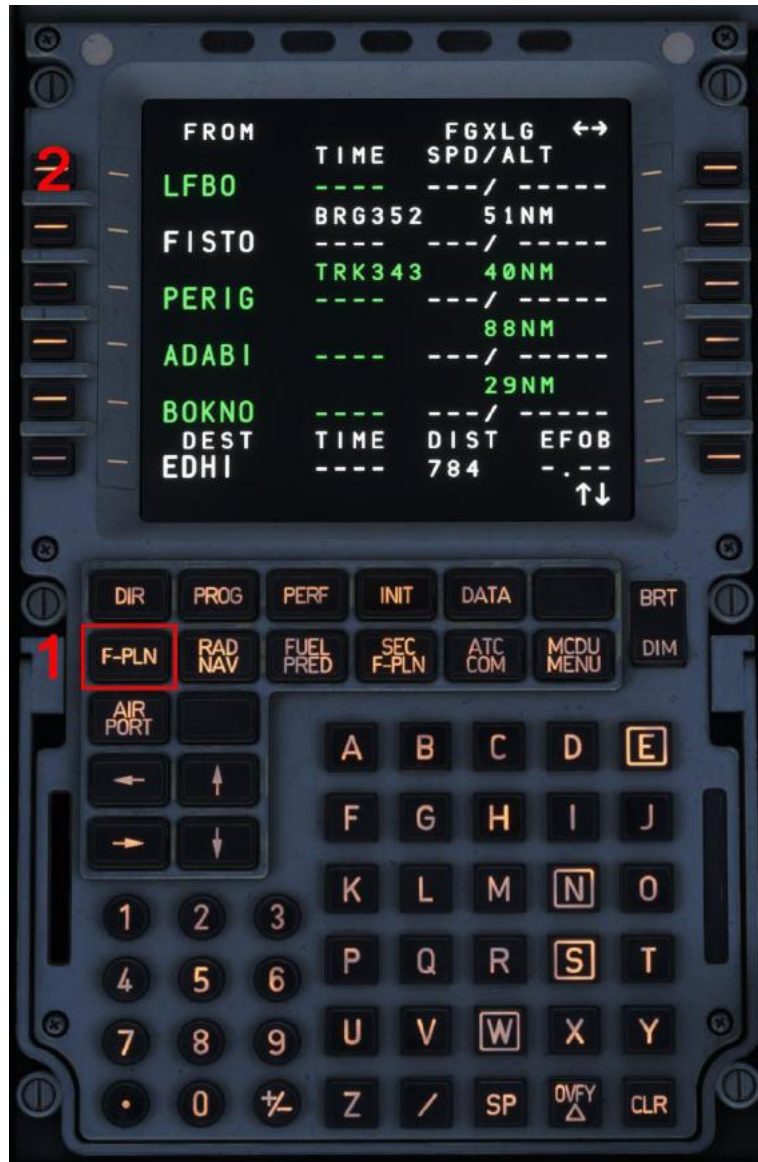 FROM FGXLG ←→
TIME SPD/ALT
2
LFBO ---- ---/ -----
BRG352 51NM
FISTO ---- ---/ -----
TRK343 40NM
PERIG ---- ---/ -----
88NM
ADABI ---- ---/ -----
29NM
BOKNO ---- ---/ -----
DEST TIME DIST EFOB
EDHI ---- 784 -.--
↑↓
DIR PROG PERF INIT DATA BRT
1
F-PLN RAD NAV FUEL PRED SEC F-PLN ATC COM MCDU MENU DIM
AIR PORT
A B C D E
← ↑
F G H I J
→ ↓
K L M N O
1 2 3
P Q R S T
4 5 6
U V W X Y
7 8 9
Z / SP OVFY △ CLR
. 0 +/-